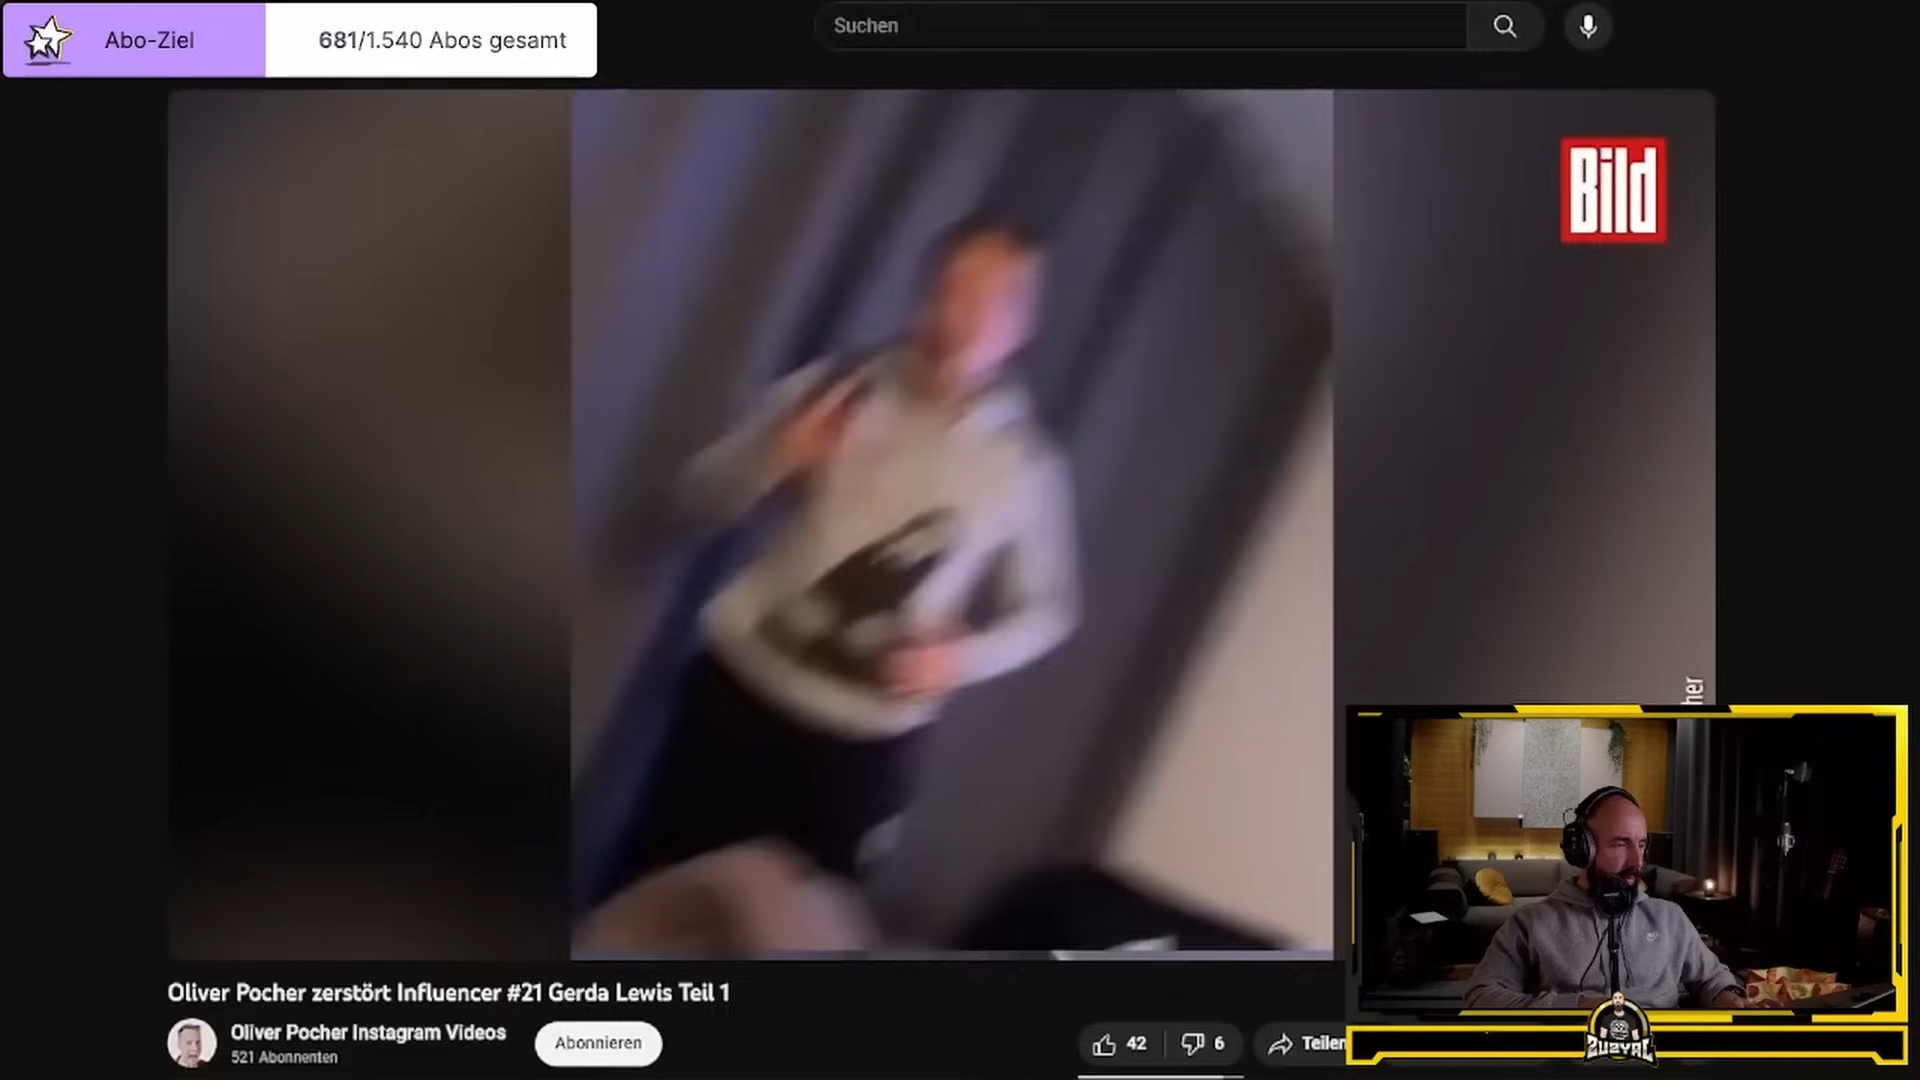 Abo-Ziel
681/1.540 Abos gesamt
Suchen
Bild
her
Oliver Pocher zerstört Influencer #21 Gerda Lewis Teil 1
Oliver Pocher Instagram Videos
521 Abonnenten
Abonnieren
42
6
Teilen
ZUEYAL